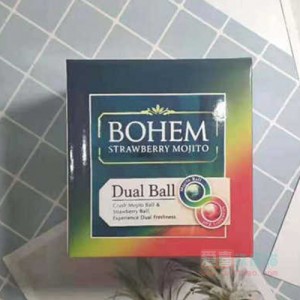 BOHEM
STRAWBERRY MOJITO
Dual Ball
Crush Mojito Ball &
Strawberry Ball.
Experience Dual Freshness.